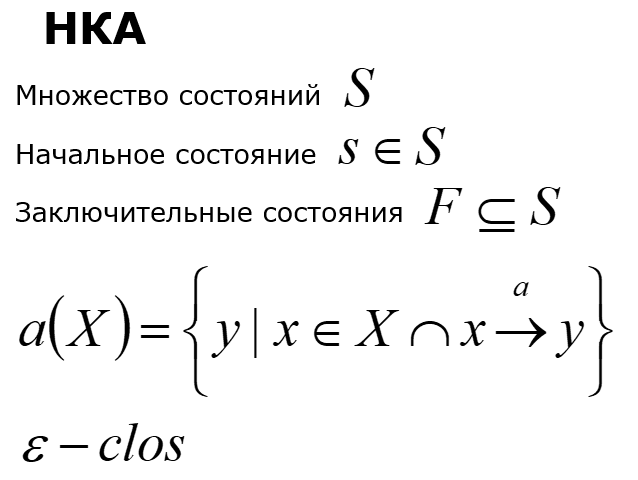 НКА
Множество состояний S
Начальное состояние s ∈ S
Заключительные состояния F ⊆ S
a(X) = {y | x ∈ X ∩ x →ᵃ y}
ε − clos